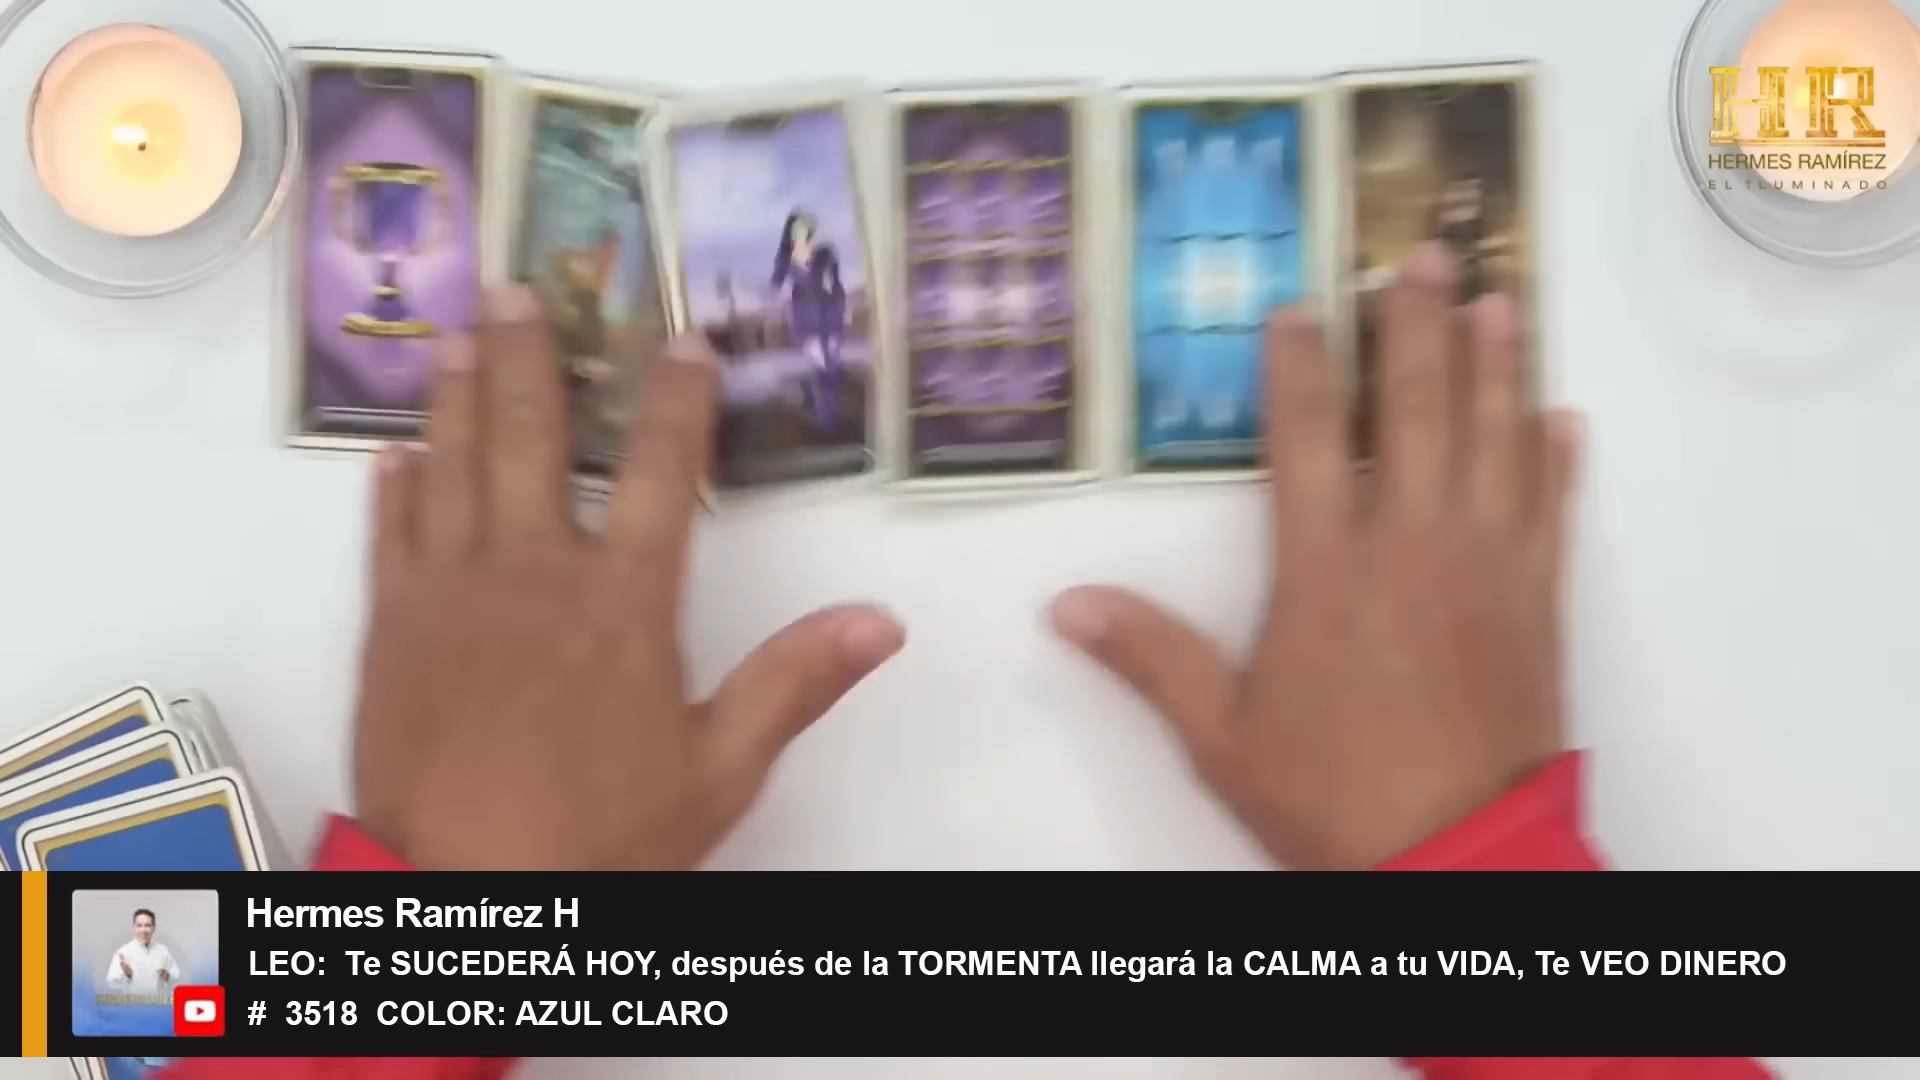 HR
HERMES RAMÍREZ
EL ILUMINADO
Hermes Ramírez H
LEO: Te SUCEDERÁ HOY, después de la TORMENTA llegará la CALMA a tu VIDA, Te VEO DINERO
# 3518 COLOR: AZUL CLARO